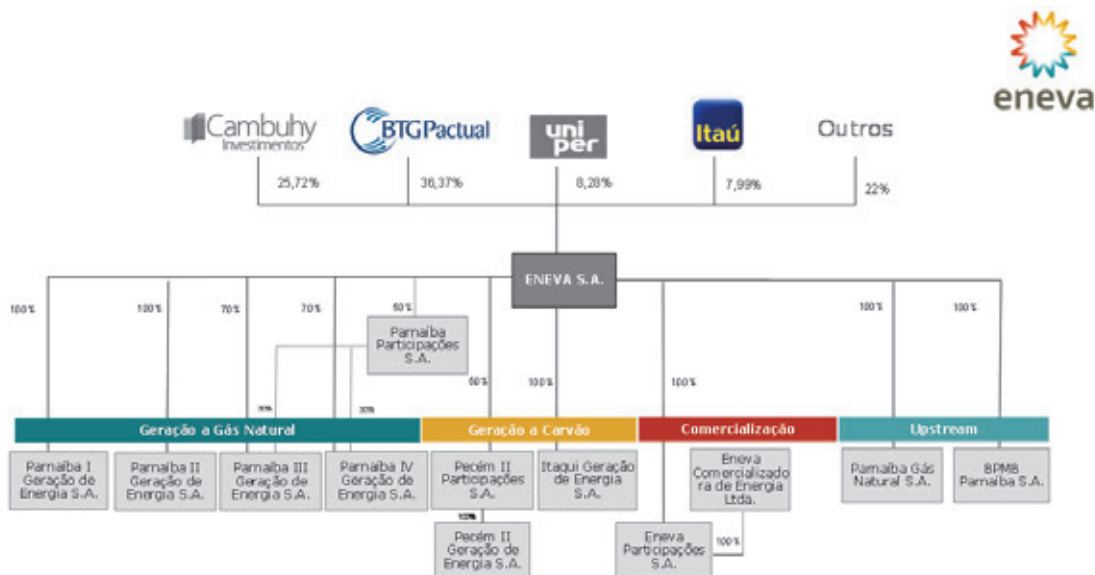 eneva
Cambuhy
Investimentos
BTGPactual
uni
per
Itaú
Outros
25,72%
36,37%
8,28%
7,99%
22%
ENEVA S.A.
100%
100%
70%
70%
50%
100%
100%
Parnaíba
Participações
S.A.
50%
100%
100%
30%
30%
Geração a Gás Natural
Geração a Carvão
Comercialização
Upstream
Parnaíba I
Geração de
Energia S.A.
Parnaíba II
Geração de
Energia S.A.
Parnaíba III
Geração de
Energia S.A.
Parnaíba IV
Geração de
Energia S.A.
Pecém II
Participações
S.A.
Itaqui Geração
de Energia
S.A.
Eneva
Comercializado
ra de Energia
Ltda.
Parnaíba Gás
Natural S.A.
BPMB
Parnaíba S.A.
100%
Pecém II
Geração de
Energia S.A.
Eneva
Participações
S.A.
100%